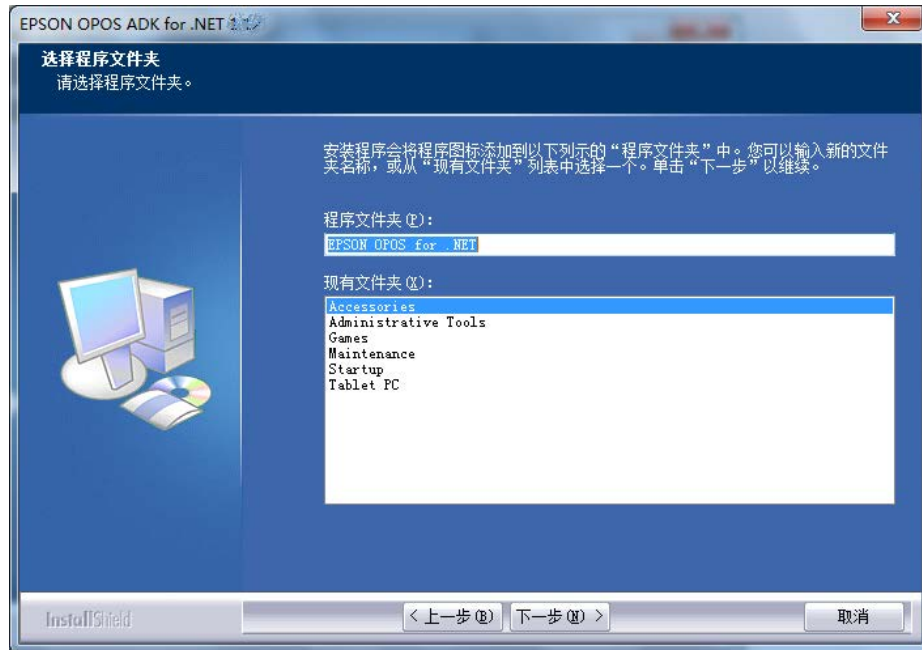 EPSON OPOS ADK for .NET
选择程序文件夹
请选择程序文件夹。
安装程序会将程序图标添加到以下列示的“程序文件夹”中。您可以输入新的文件
夹名称，或从“现有文件夹”列表中选择一个。单击“下一步”以继续。
程序文件夹(P):
EPSON OPOS for .NET
现有文件夹(X):
Accessories
Administrative Tools
Games
Maintenance
Startup
Tablet PC
InstallShield
< 上一步(B) 下一步(N) > 取消